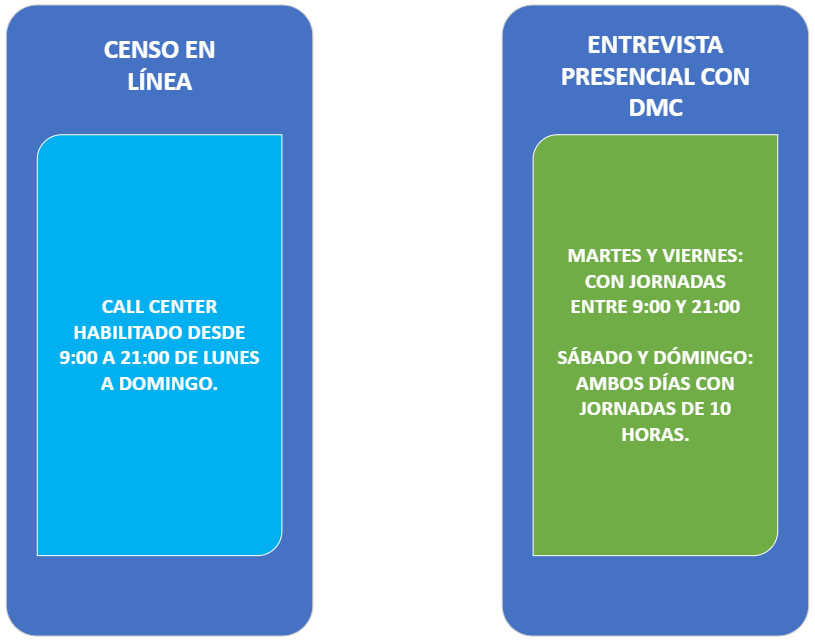 CENSO EN
LÍNEA
CALL CENTER
HABILITADO DESDE
9:00 A 21:00 DE LUNES
A DOMINGO.
ENTREVISTA
PRESENCIAL CON
DMC
MARTES Y VIERNES:
CON JORNADAS
ENTRE 9:00 Y 21:00
SÁBADO Y DÓMINGO:
AMBOS DÍAS CON
JORNADAS DE 10
HORAS.